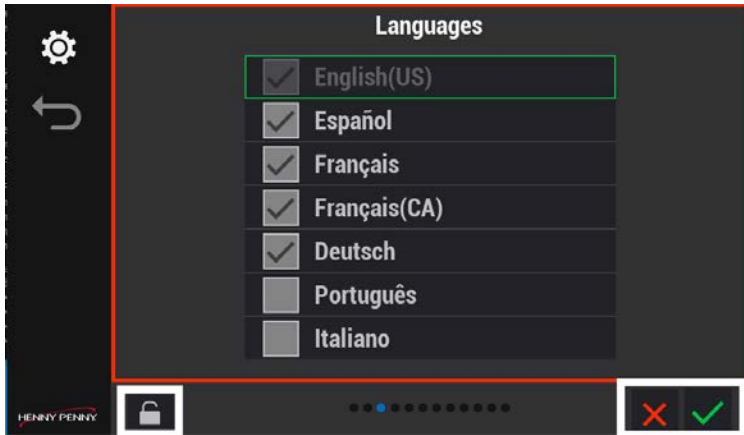 Languages
English(US)
Español
Français
Français(CA)
Deutsch
Português
Italiano
HENNY PENNY